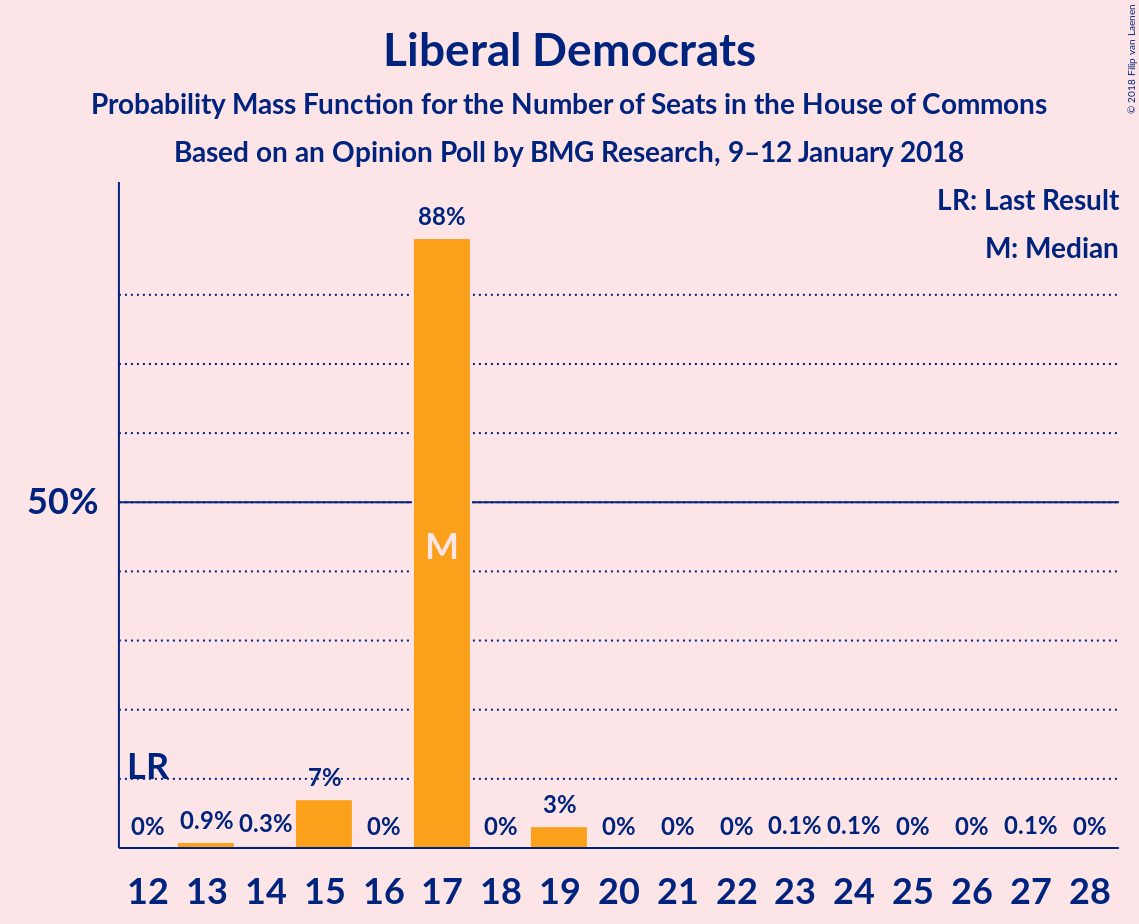 Liberal Democrats
Probability Mass Function for the Number of Seats in the House of Commons
Based on an Opinion Poll by BMG Research, 9–12 January 2018
© 2018 Filip van Laenen
LR: Last Result
M: Median
88%
50%
M
LR
0% 0.9% 0.3% 7% 0% 0% 3% 0% 0% 0% 0.1% 0.1% 0% 0% 0.1% 0%
12 13 14 15 16 17 18 19 20 21 22 23 24 25 26 27 28